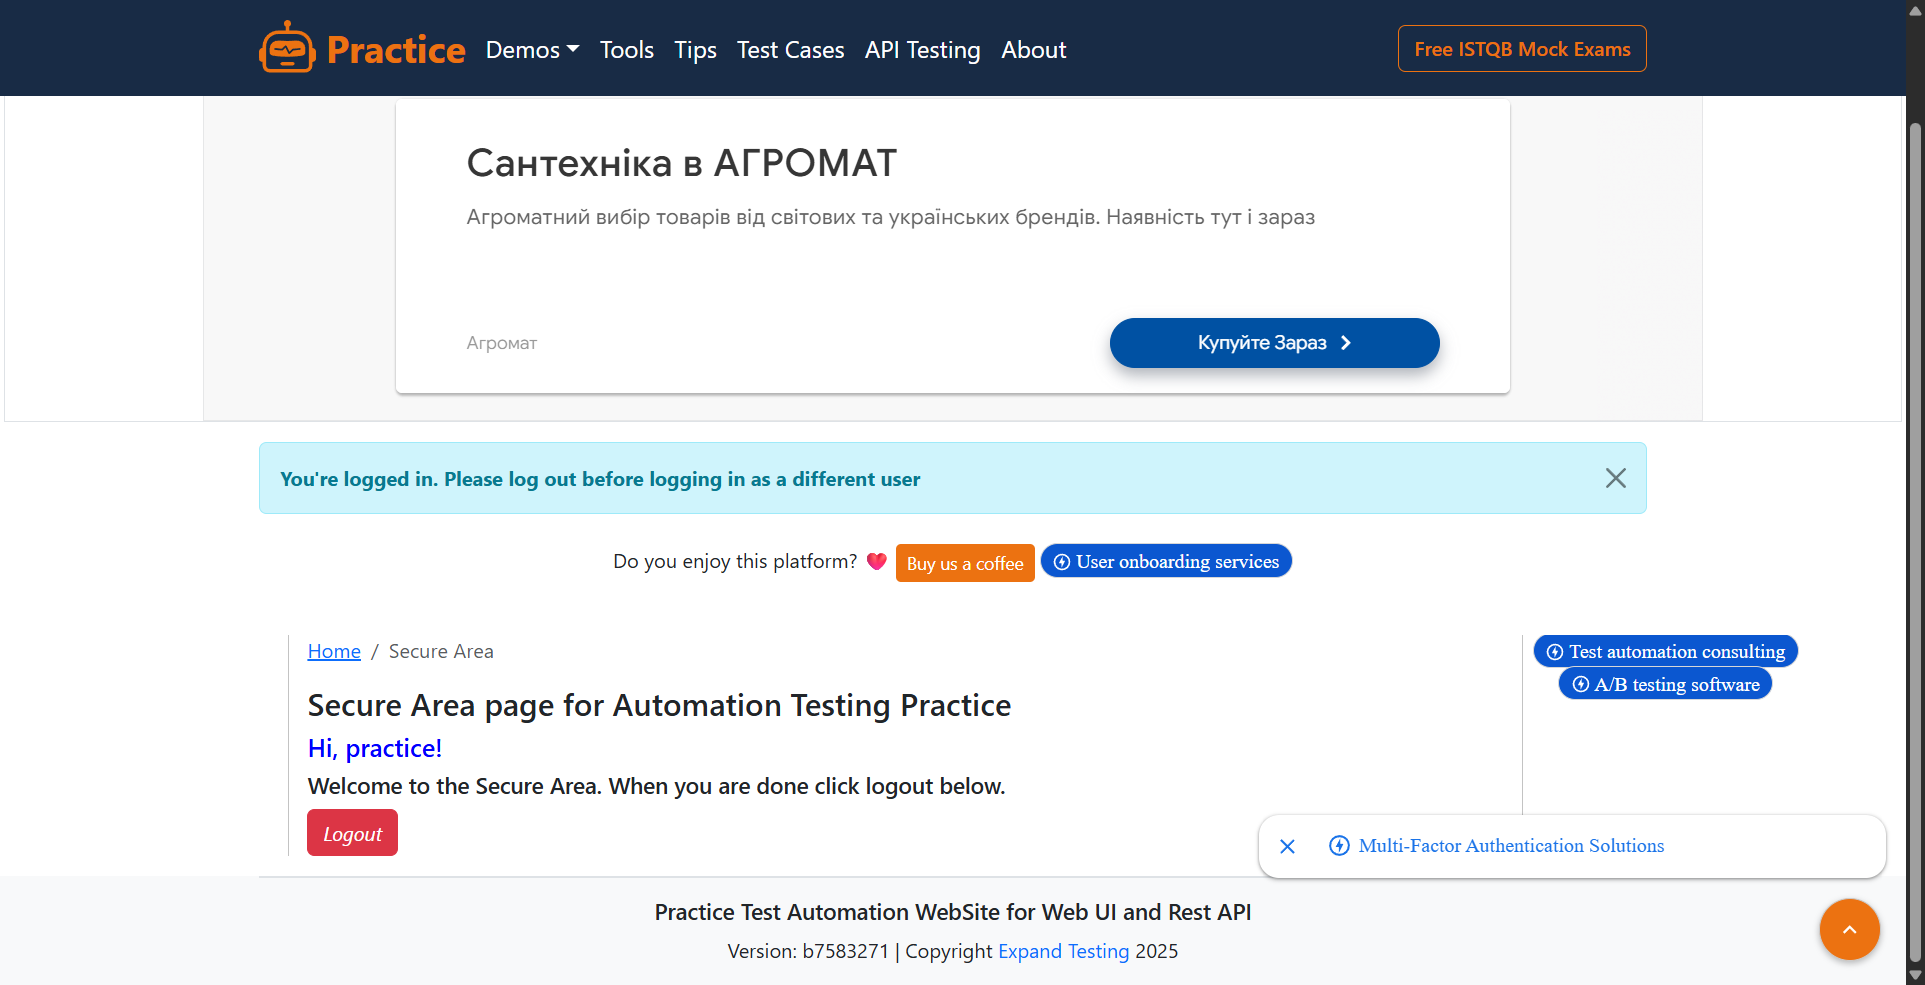 Practice Demos Tools Tips Test Cases API Testing About Free ISTQB Mock Exams
Сантехніка в АГРОМАТ
Агроматний вибір товарів від світових та українських брендів. Наявність тут і зараз
Агромат
Купуйте Зараз
You're logged in. Please log out before logging in as a different user
Do you enjoy this platform? Buy us a coffee User onboarding services
Home / Secure Area
Test automation consulting
A/B testing software
Secure Area page for Automation Testing Practice
Hi, practice!
Welcome to the Secure Area. When you are done click logout below.
Logout
Multi-Factor Authentication Solutions
Practice Test Automation WebSite for Web UI and Rest API
Version: b7583271 | Copyright Expand Testing 2025